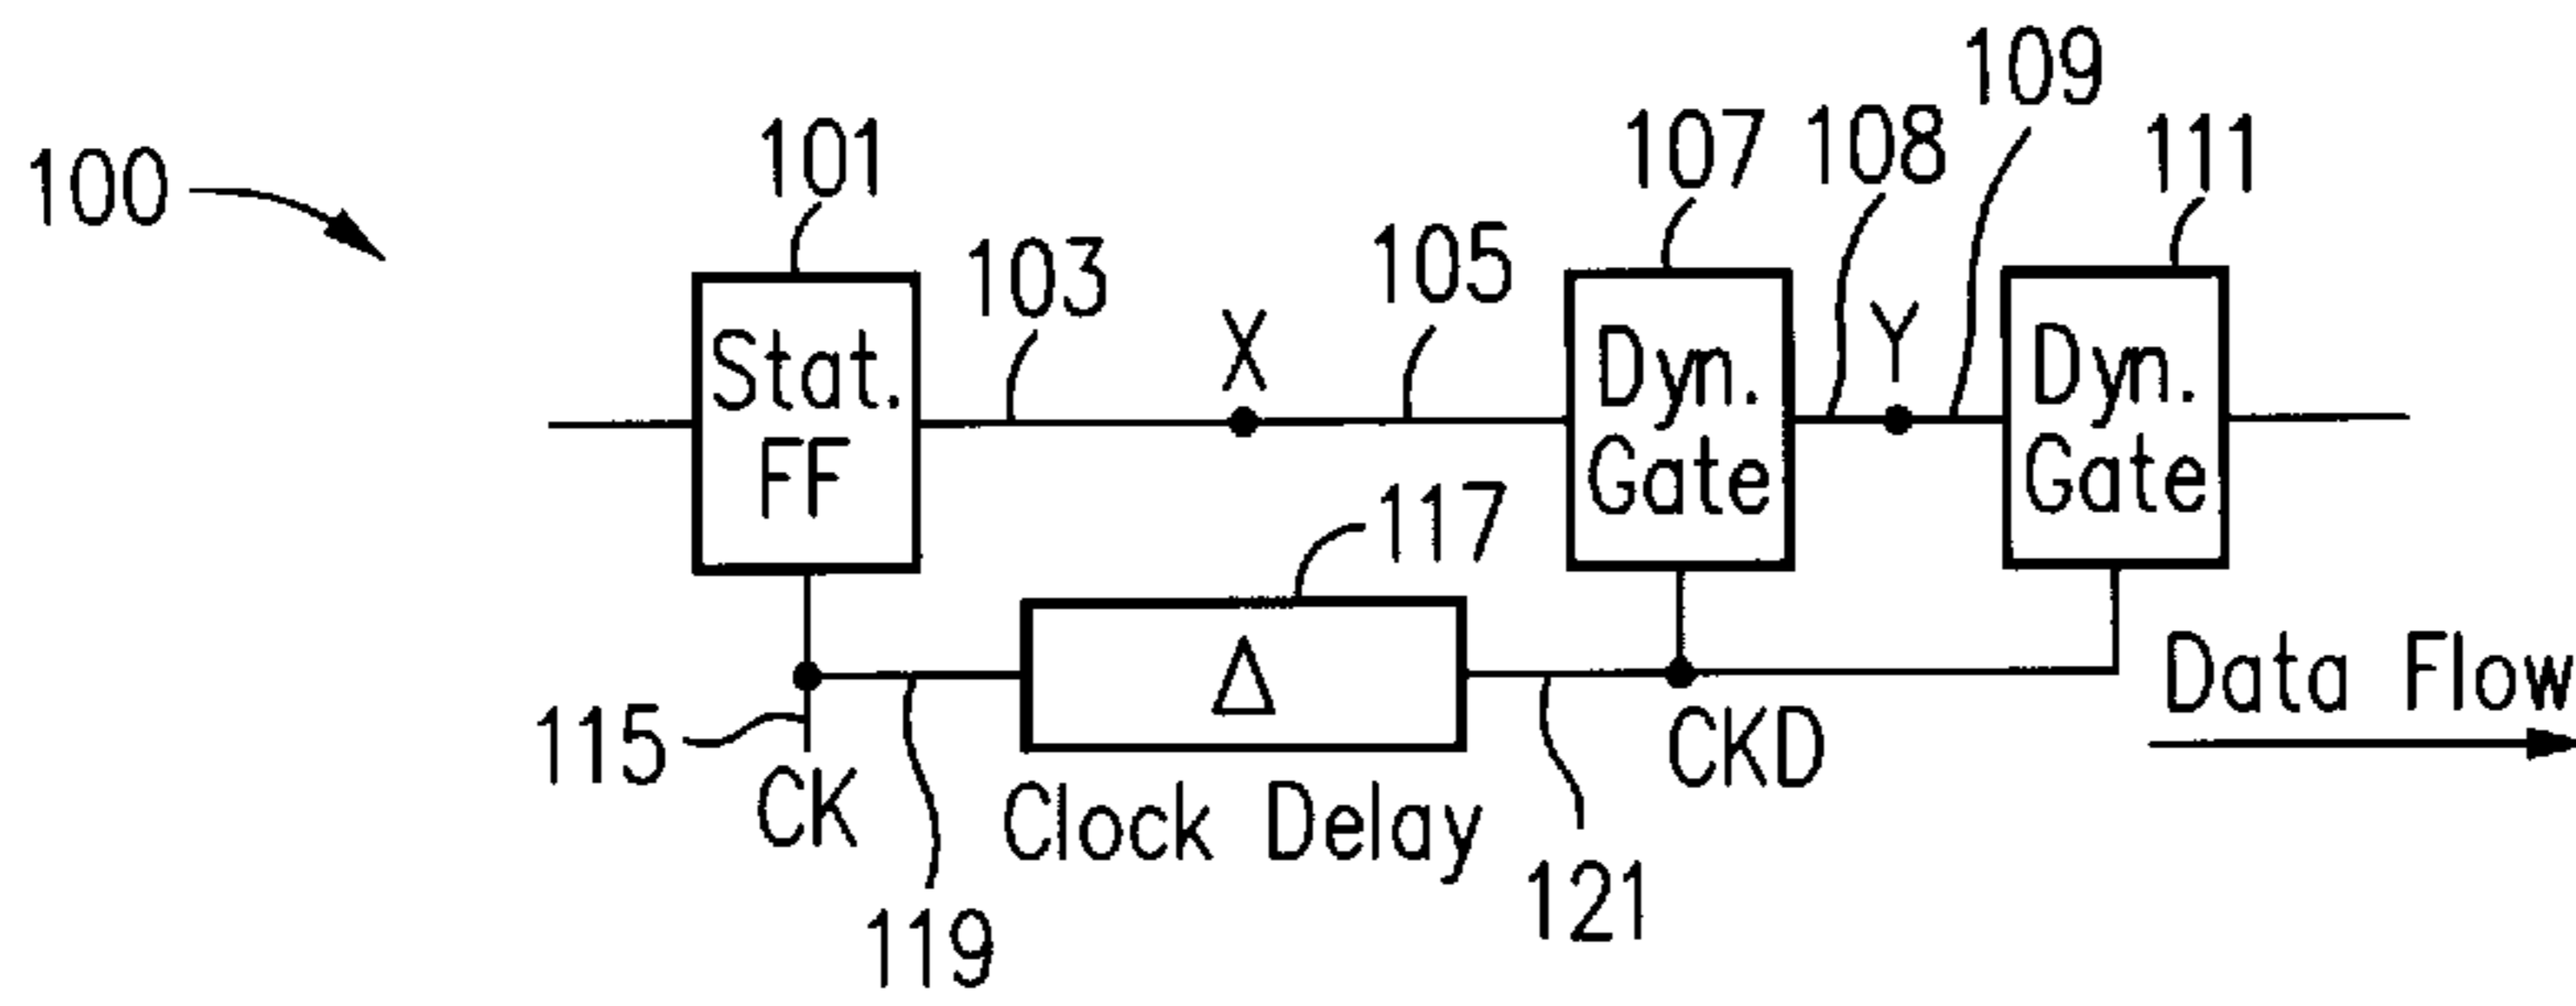 109
101
107
108
111
100
105
103
X
Y
Stat.
FF
Dyn.
Gate
Dyn.
Gate
117
Δ
Data Flow
115
CKD
CK
Clock Delay
121
119